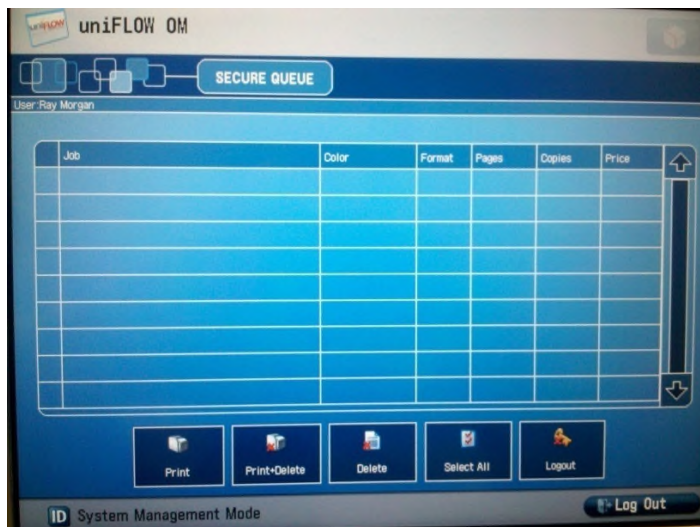 uniFLOW uniFLOW OM
SECURE QUEUE
User:Ray Morgan
Job Color Format Pages Copies Price
Print Print+Delete Delete Select All Logout
ID System Management Mode Log Out